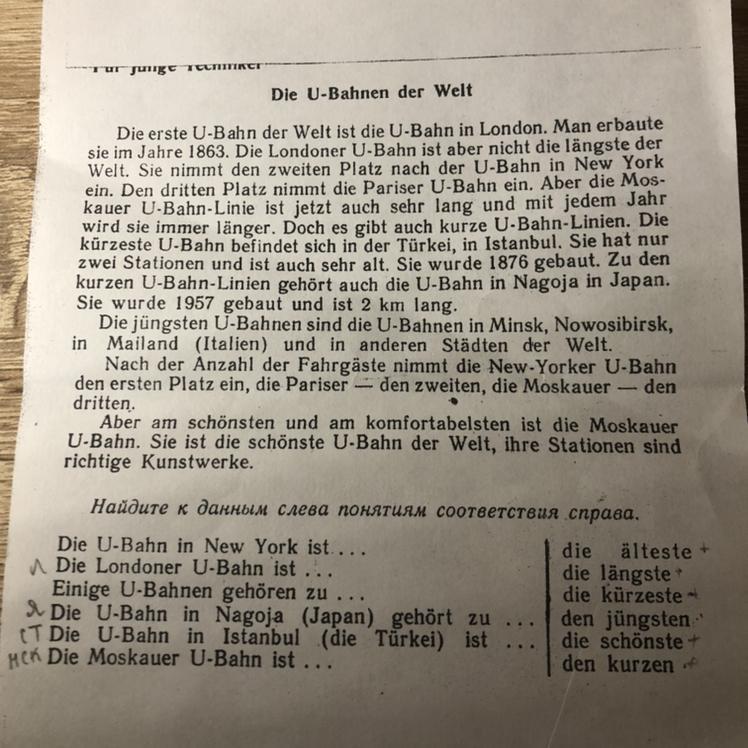 Für junge Techniker
Die U-Bahnen der Welt
Die erste U-Bahn der Welt ist die U-Bahn in London. Man erbaute
sie im Jahre 1863. Die Londoner U-Bahn ist aber nicht die längste der
Welt. Sie nimmt den zweiten Platz nach der U-Bahn in New York
ein. Den dritten Platz nimmt die Pariser U-Bahn ein. Aber die Mos-
kauer U-Bahn-Linie ist jetzt auch sehr lang und mit jedem Jahr
wird sie immer länger. Doch es gibt auch kurze U-Bahn-Linien. Die
kürzeste U-Bahn befindet sich in der Türkei, in Istanbul. Sie hat nur
zwei Stationen und ist auch sehr alt. Sie wurde 1876 gebaut. Zu den
kurzen U-Bahn-Linien gehört auch die U-Bahn in Nagoja in Japan.
Sie wurde 1957 gebaut und ist 2 km lang.
Die jüngsten U-Bahnen sind die U-Bahnen in Minsk, Nowosibirsk,
in Mailand (Italien) und in anderen Städten der Welt.
Nach der Anzahl der Fahrgäste nimmt die New-Yorker U-Bahn
den ersten Platz ein, die Pariser — den zweiten, die Moskauer — den
dritten.
Aber am schönsten und am komfortabelsten ist die Moskauer
U-Bahn. Sie ist die schönste U-Bahn der Welt, ihre Stationen sind
richtige Kunstwerke.
Найдите к данным слева понятиям соответствия справа.
Die U-Bahn in New York ist ...
Л Die Londoner U-Bahn ist ...
Einige U-Bahnen gehören zu ...
Я Die U-Bahn in Nagoja (Japan) gehört zu ...
СТ Die U-Bahn in Istanbul (die Türkei) ist ...
МСК Die Moskauer U-Bahn ist ...
die älteste +
die längste +
die kürzeste +
den jüngsten
die schönste +
den kurzen +